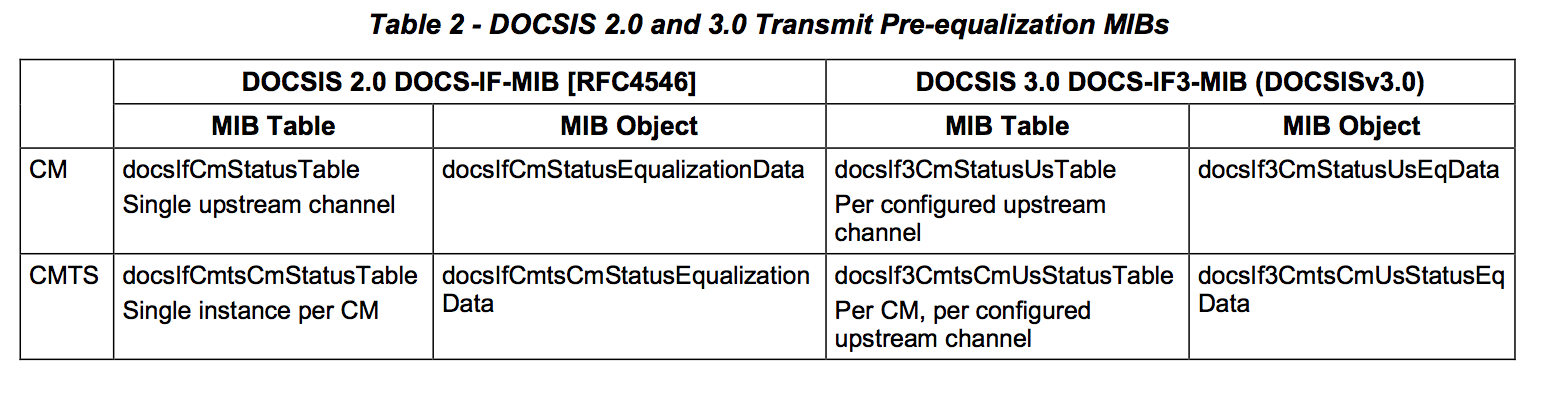 Table 2 - DOCSIS 2.0 and 3.0 Transmit Pre-equalization MIBs
DOCSIS 2.0 DOCS-IF-MIB [RFC4546]
DOCSIS 3.0 DOCS-IF3-MIB (DOCSISv3.0)
MIB Table
MIB Object
MIB Table
MIB Object
CM
docsIfCmStatusTable
Single upstream channel
docsIfCmStatusEqualizationData
docsIf3CmStatusUsTable
Per configured upstream
channel
docsIf3CmStatusUsEqData
CMTS
docsIfCmtsCmStatusTable
Single instance per CM
docsIfCmtsCmStatusEqualization
Data
docsIf3CmtsCmUsStatusTable
Per CM, per configured
upstream channel
docsIf3CmtsCmUsStatusEq
Data